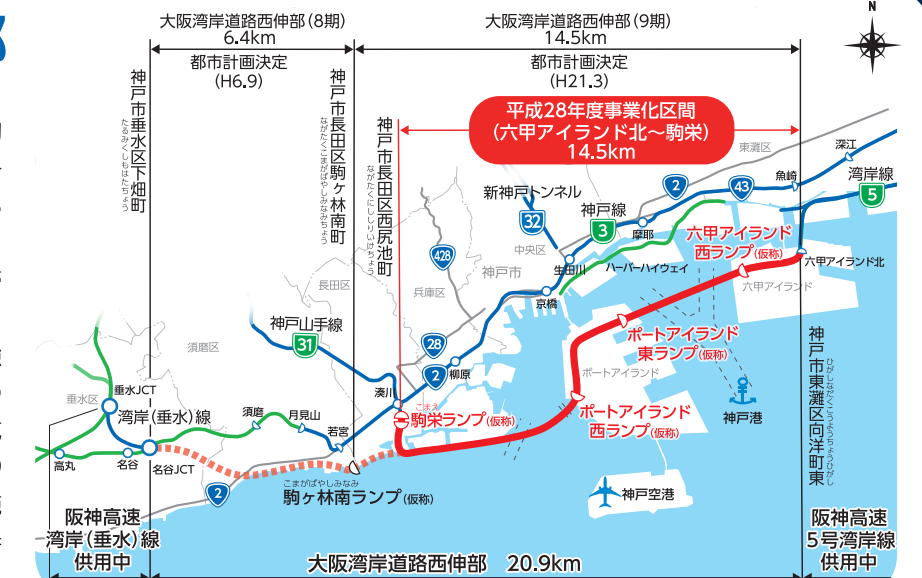 大阪湾岸道路西伸部(8期)
6.4km
都市計画決定
(H6.9)
大阪湾岸道路西伸部(9期)
14.5km
都市計画決定
(H21.3)
N
平成28年度事業化区間
(六甲アイランド北~駒栄)
14.5km
神戸市垂水区下畑町
たるみくしもはたちょう
神戸市長田区駒ヶ林南町
ながたくこまがばやしみなみちょう
神戸市長田区西尻池町
ながたくにししりいけちょう
東灘区
深江
魚崎
湾岸線
5
2
43
新神戸トンネル
32
神戸線
3
摩耶
中央区
生田川
ハーバーハイウェイ
六甲アイランド
西ランプ(仮称)
六甲アイランド北
六甲アイランド
428
神戸市
兵庫区
京橋
長田区
神戸山手線
31
須磨区
28
2
柳原
湊川
ポートアイランド
東ランプ(仮称)
ポートアイランド
ポートアイランド
西ランプ(仮称)
神戸港
神戸市東灘区向洋町東
ひがしなだくこうようちょうひがし
垂水区
垂水JCT
湾岸(垂水)線
須磨
月見山
若宮
こまえ
駒栄ランプ(仮称)
高丸
名谷
名谷JCT
2
こまがばやしみなみ
駒ヶ林南ランプ(仮称)
神戸空港
阪神高速
湾岸(垂水)線
供用中
大阪湾岸道路西伸部 20.9km
阪神高速
5号湾岸線
供用中